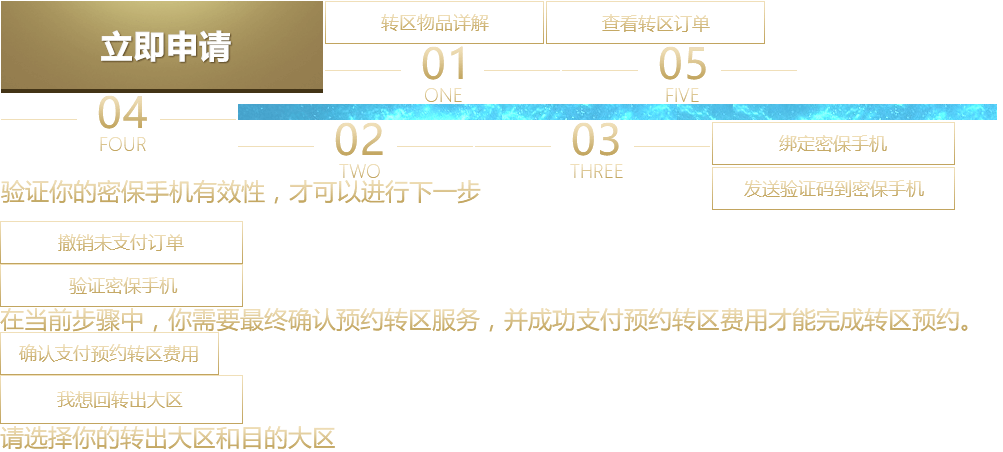 立即申请
转区物品详解
查看转区订单
01
ONE
05
FIVE
04
FOUR
02
TWO
03
THREE
绑定密保手机
发送验证码到密保手机
验证你的密保手机有效性，才可以进行下一步
撤销未支付订单
验证密保手机
在当前步骤中，你需要最终确认预约转区服务，并成功支付预约转区费用才能完成转区预约。
确认支付预约转区费用
我想回转出大区
请选择你的转出大区和目的大区